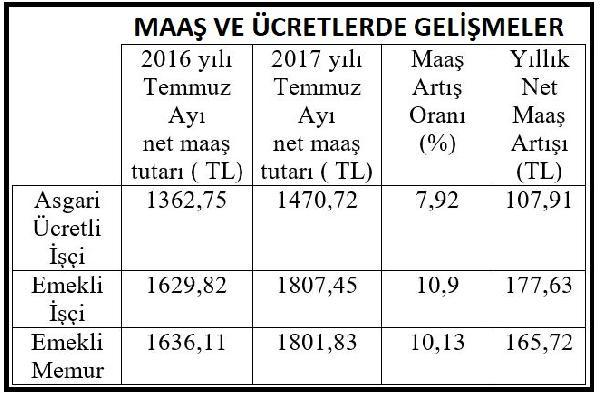 MAAŞ VE ÜCRETLERDE GELİŞMELER
2016 yılı Temmuz Ayı net maaş tutarı ( TL)
2017 yılı Temmuz Ayı net maaş tutarı ( TL)
Maaş Artış Oranı (%)
Yıllık Net Maaş Artışı (TL)
Asgari Ücretli İşçi 1362,75 1470,72 7,92 107,91
Emekli İşçi 1629,82 1807,45 10,9 177,63
Emekli Memur 1636,11 1801,83 10,13 165,72